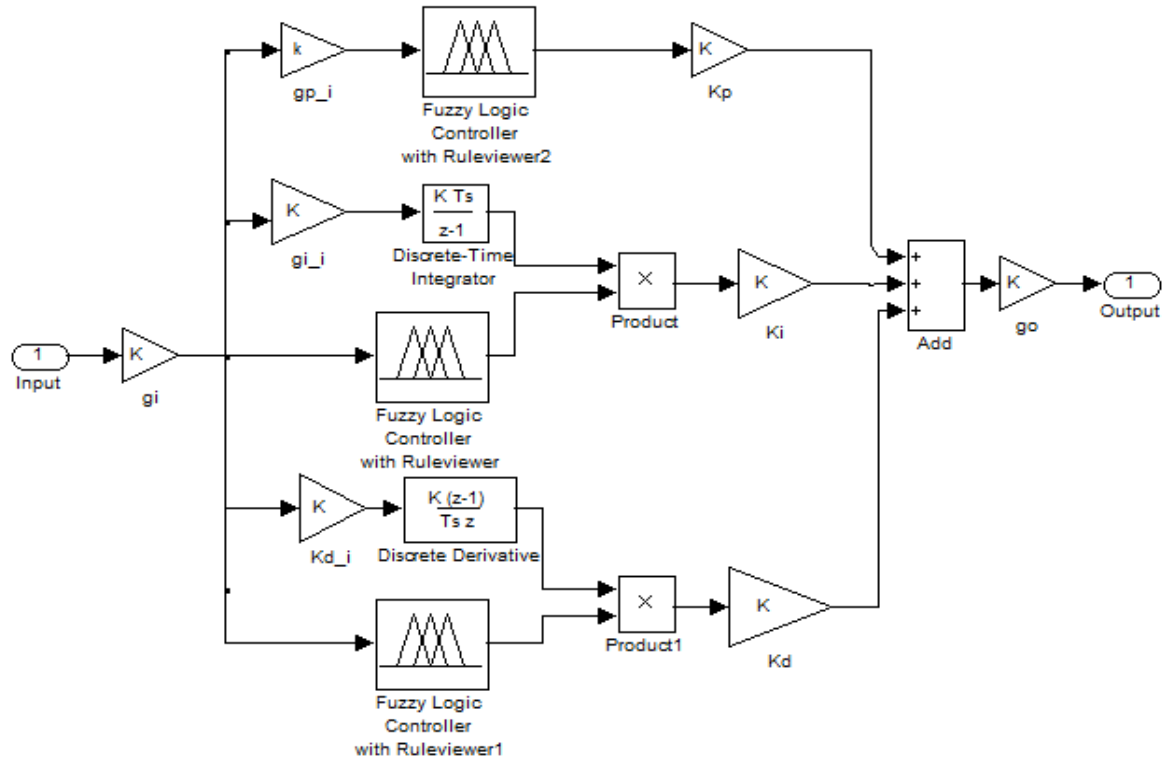 k
gp_i
Fuzzy Logic
Controller
with Ruleviewer2
K
Kp
K
gi_i
K Ts
z-1
Discrete-Time
Integrator
×
Product
K
Ki
+
+
+
Add
K
go
1
Output
1
Input
K
gi
Fuzzy Logic
Controller
with Ruleviewer
K
Kd_i
K (z-1)
Ts z
Discrete Derivative
×
Product1
K
Kd
Fuzzy Logic
Controller
with Ruleviewer1